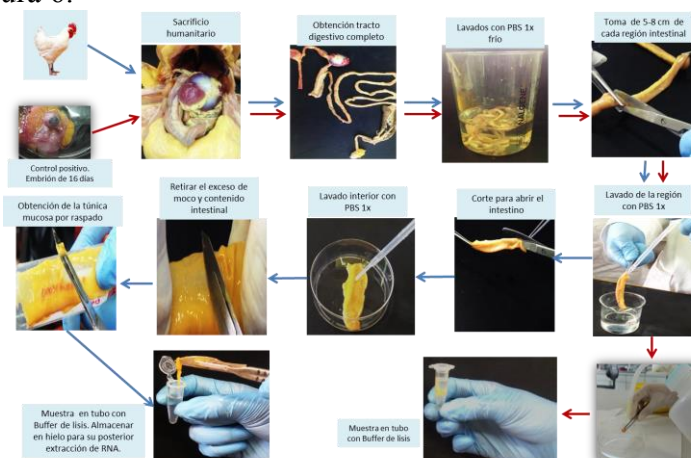 Sacrificio
humanitario
Obtención tracto
digestivo completo
Lavados con PBS 1x
frío
Toma de 5-8 cm de
cada región intestinal
Control positivo.
Embrión de 16 días
Obtención de la túnica
mucosa por raspado
Retirar el exceso de
moco y contenido
intestinal
Lavado interior con
PBS 1x
Corte para abrir el
intestino
Lavado de la región
con PBS 1x
Muestra en tubo con
Buffer de lisis. Almacenar
en hielo para su posterior
extracción de RNA.
Muestra en tubo
con Buffer de lisis